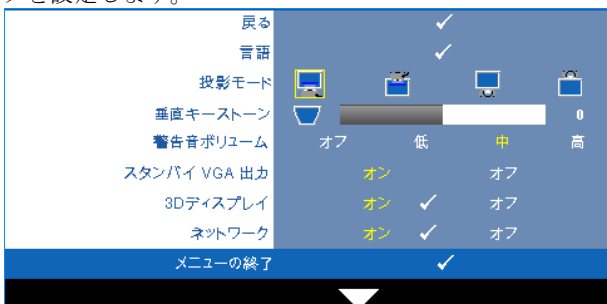 戻る
言語
投影モード
垂直キーストーン 0
警告音ボリューム オフ 低 中 高
スタンバイ VGA 出力 オン オフ
3Dディスプレイ オン オフ
ネットワーク オン オフ
メニューの終了